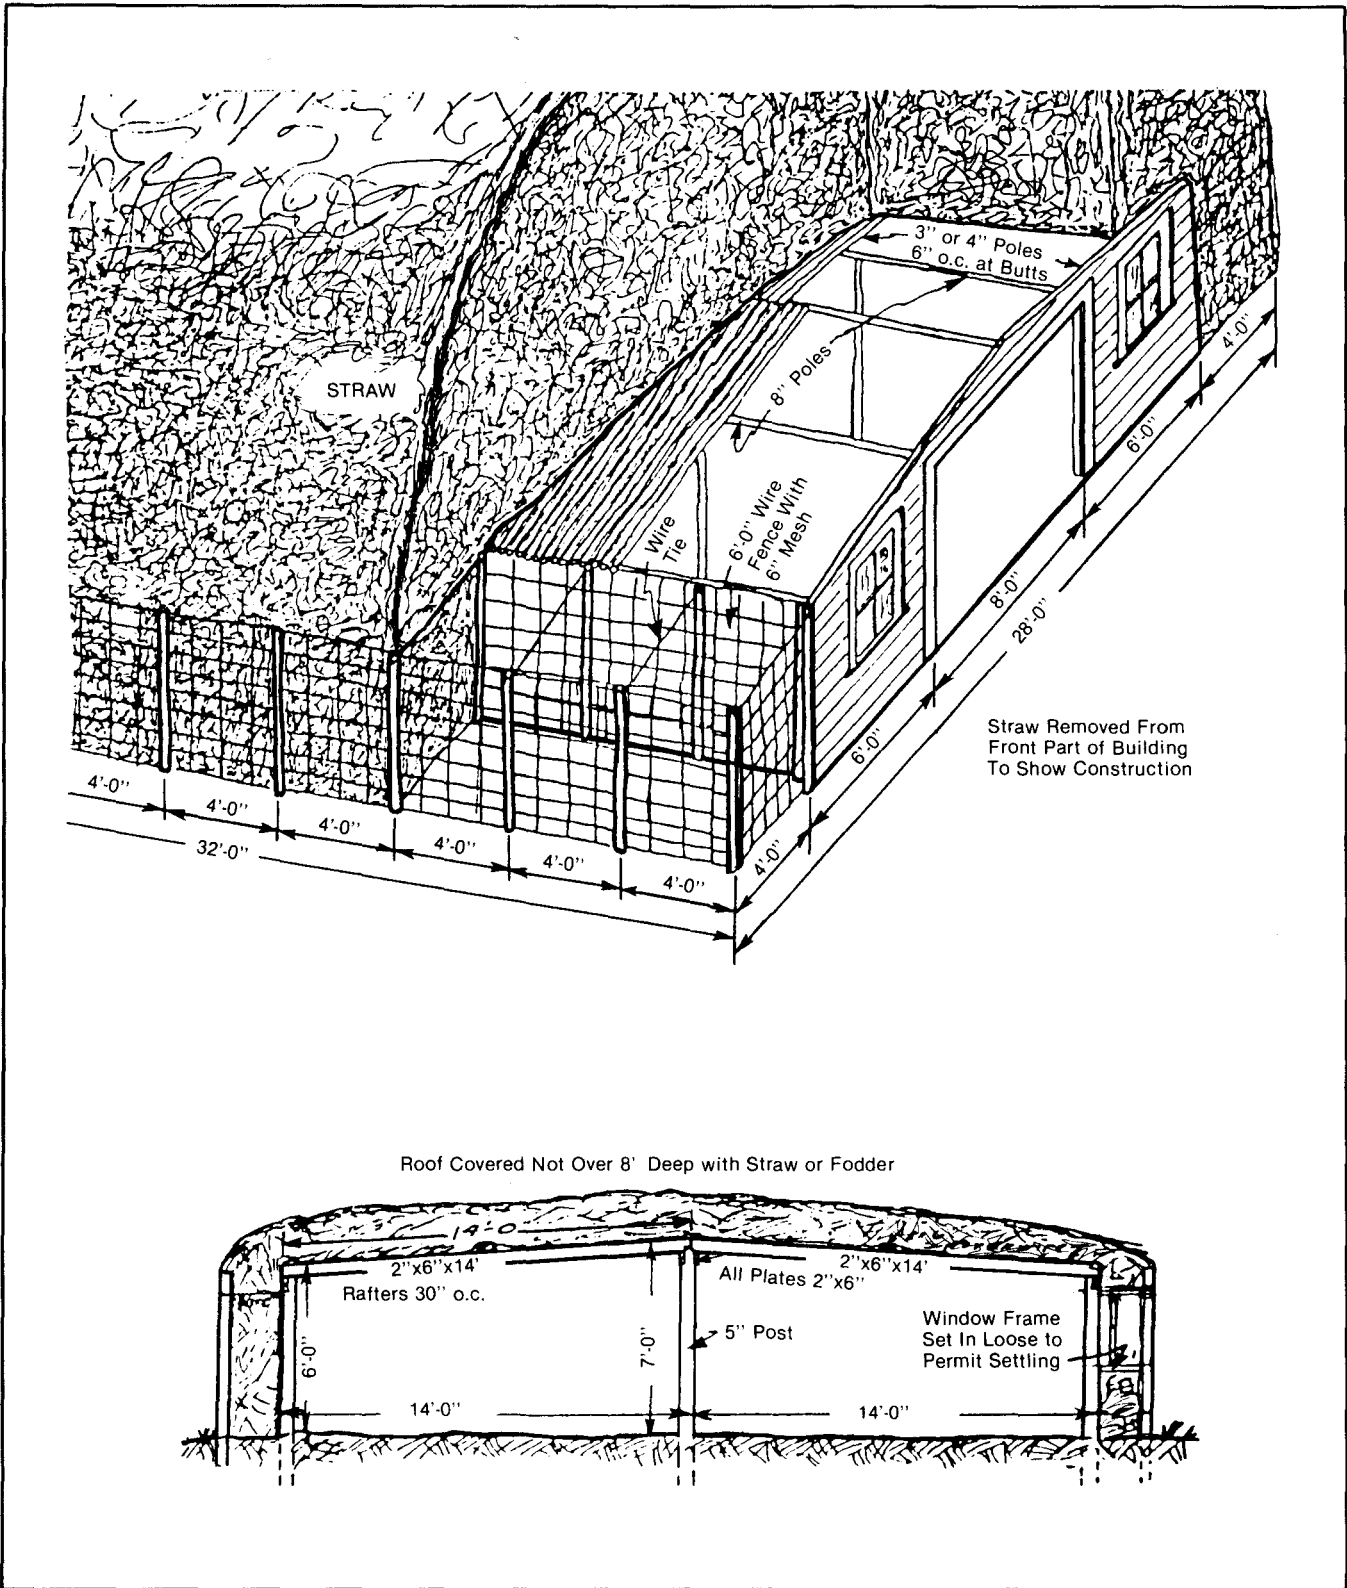 3" or 4" Poles
6" o.c. at Butts
STRAW
8" Poles
Wire
Tie
6'-0" Wire
Fence With
6" Mesh
4'-0"
6'-0"
8'-0"
28'-0"
6'-0"
4'-0"
Straw Removed From
Front Part of Building
To Show Construction
4'-0"
4'-0"
4'-0"
4'-0"
4'-0"
4'-0"
32'-0"
Roof Covered Not Over 8' Deep with Straw or Fodder
14'-0
2"x6"x14'
Rafters 30" o.c.
2"x6"x14'
All Plates 2"x6"
6'-0"
7'-0"
5" Post
Window Frame
Set In Loose to
Permit Settling
14'-0"
14'-0"